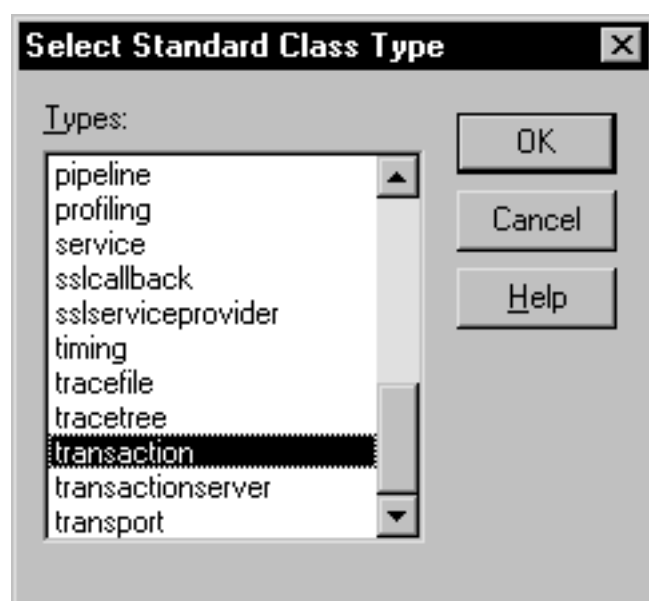 Select Standard Class Type
Types:
pipeline
profiling
service
sslcallback
sslserviceprovider
timing
tracefile
tracetree
transaction
transactionserver
transport
OK
Cancel
Help